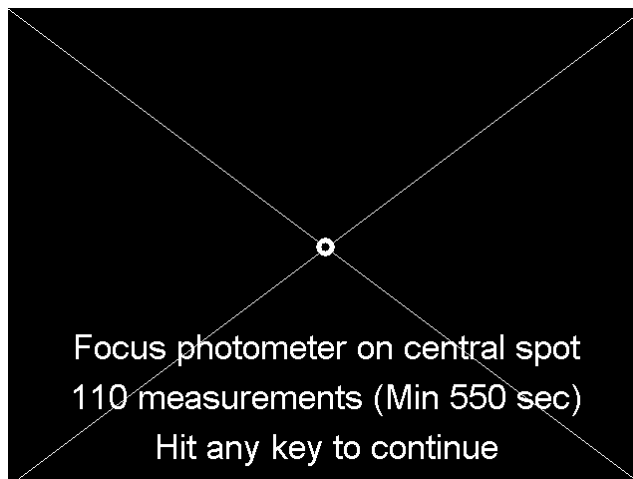 Focus photometer on central spot
110 measurements (Min 550 sec)
Hit any key to continue